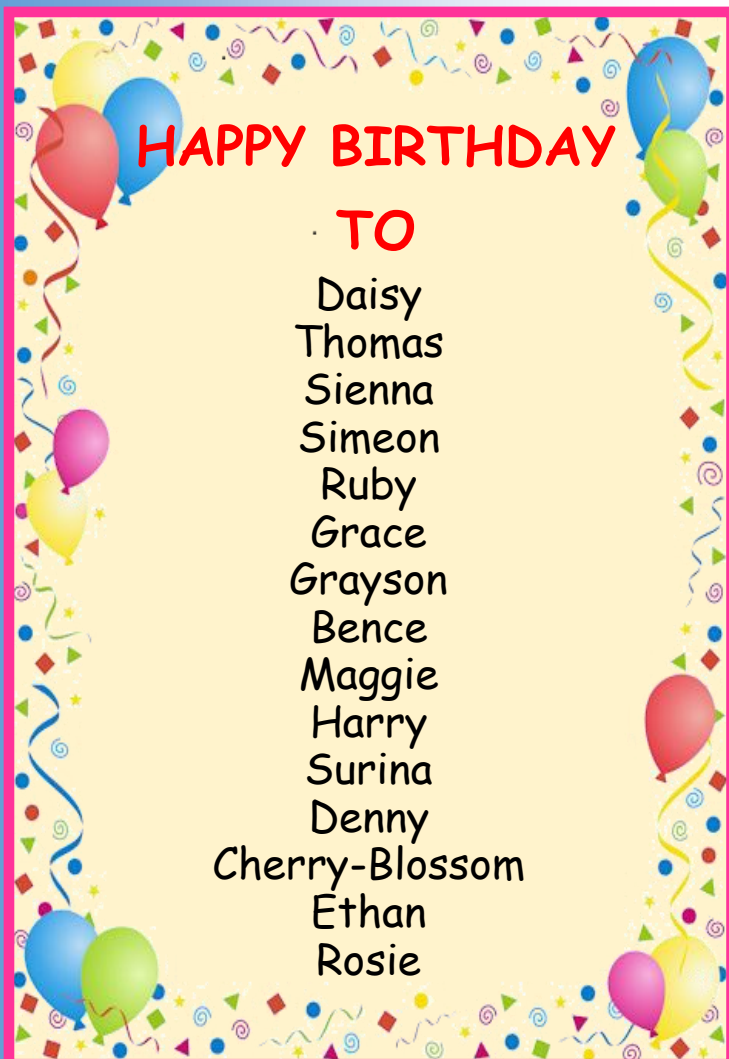 HAPPY BIRTHDAY
TO
Daisy
Thomas
Sienna
Simeon
Ruby
Grace
Grayson
Bence
Maggie
Harry
Surina
Denny
Cherry-Blossom
Ethan
Rosie